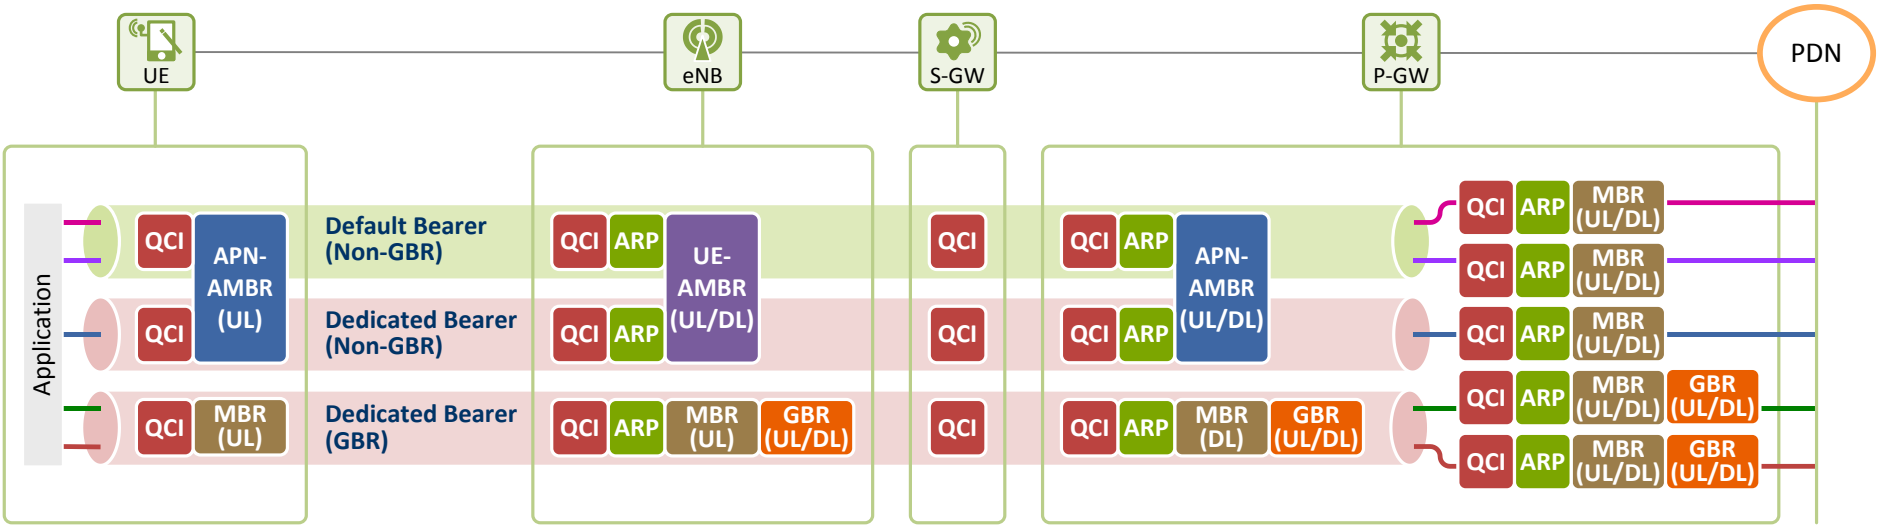 UE
eNB
S-GW
P-GW
PDN
Application
QCI
APN-
AMBR
(UL)
QCI
QCI
MBR
(UL)
Default Bearer
(Non-GBR)
Dedicated Bearer
(Non-GBR)
Dedicated Bearer
(GBR)
QCI
ARP
UE-
AMBR
(UL/DL)
QCI
ARP
QCI
ARP
MBR
(UL)
GBR
(UL/DL)
QCI
QCI
QCI
QCI
ARP
APN-
AMBR
(UL/DL)
QCI
ARP
QCI
ARP
MBR
(DL)
GBR
(UL/DL)
QCI
ARP
MBR
(UL/DL)
QCI
ARP
MBR
(UL/DL)
QCI
ARP
MBR
(UL/DL)
QCI
ARP
MBR
(UL/DL)
GBR
(UL/DL)
QCI
ARP
MBR
(UL/DL)
GBR
(UL/DL)